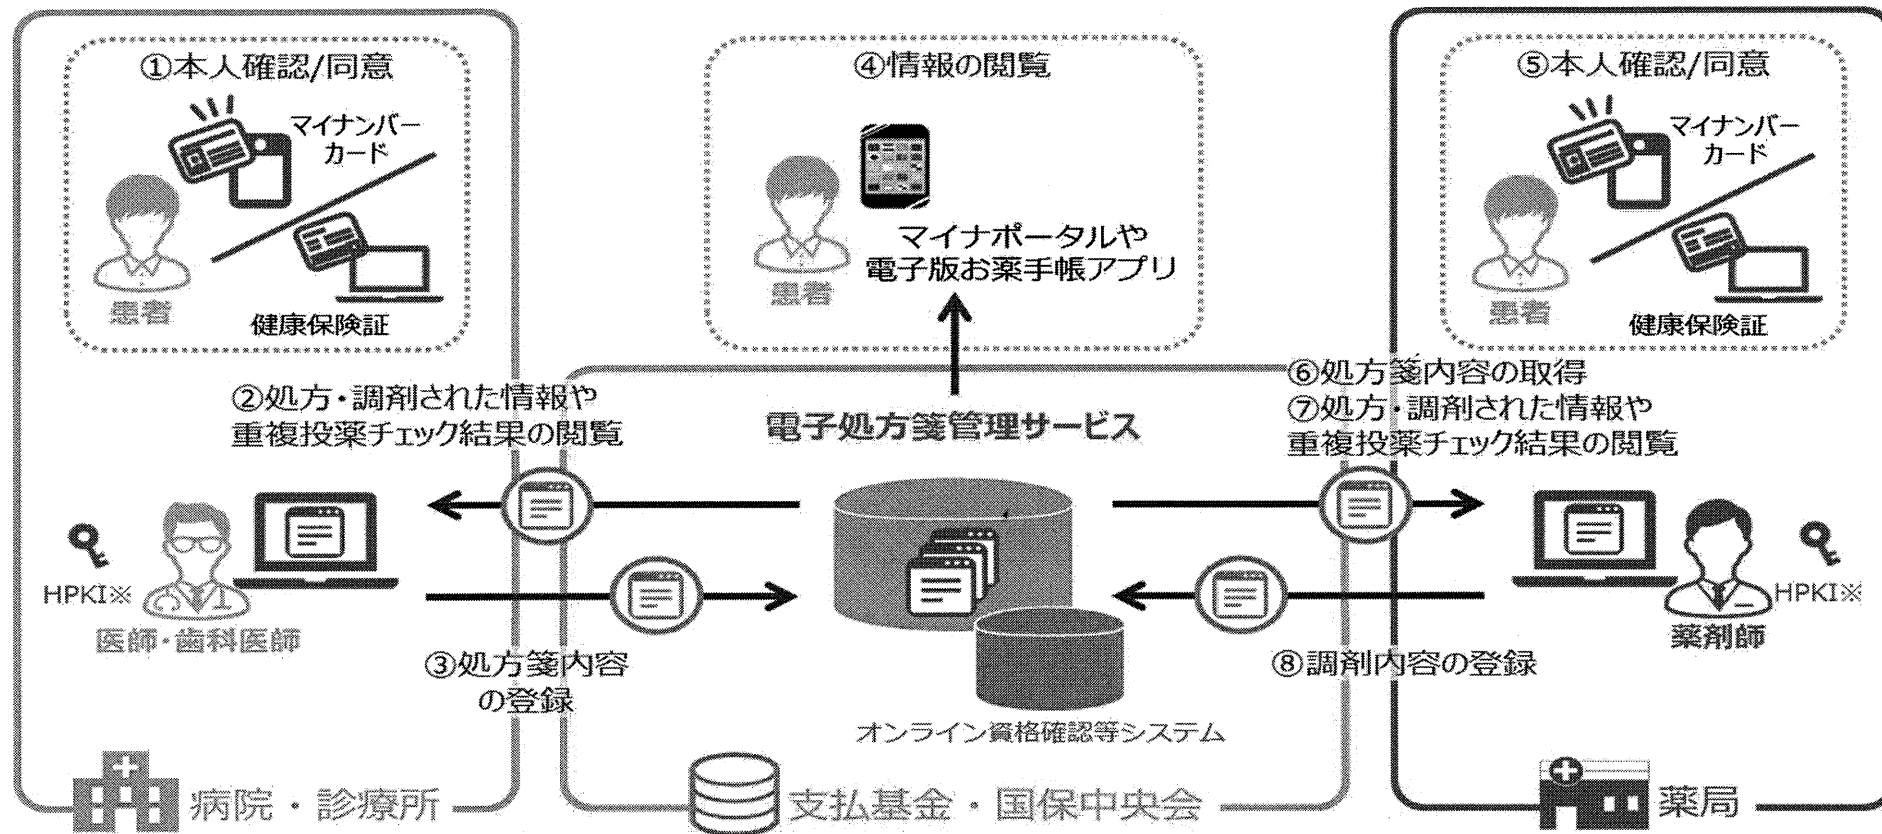 ①本人確認/同意
マイナンバー
カード
患者
健康保険証
②処方・調剤された情報や
重複投薬チェック結果の閲覧
HPKI※
医師・歯科医師
③処方箋内容
の登録
病院・診療所
④情報の閲覧
患者
マイナポータルや
電子版お薬手帳アプリ
電子処方箋管理サービス
オンライン資格確認等システム
支払基金・国保中央会
⑤本人確認/同意
マイナンバー
カード
患者
健康保険証
⑥処方箋内容の取得
⑦処方・調剤された情報や
重複投薬チェック結果の閲覧
HPKI※
薬剤師
⑧調剤内容の登録
薬局